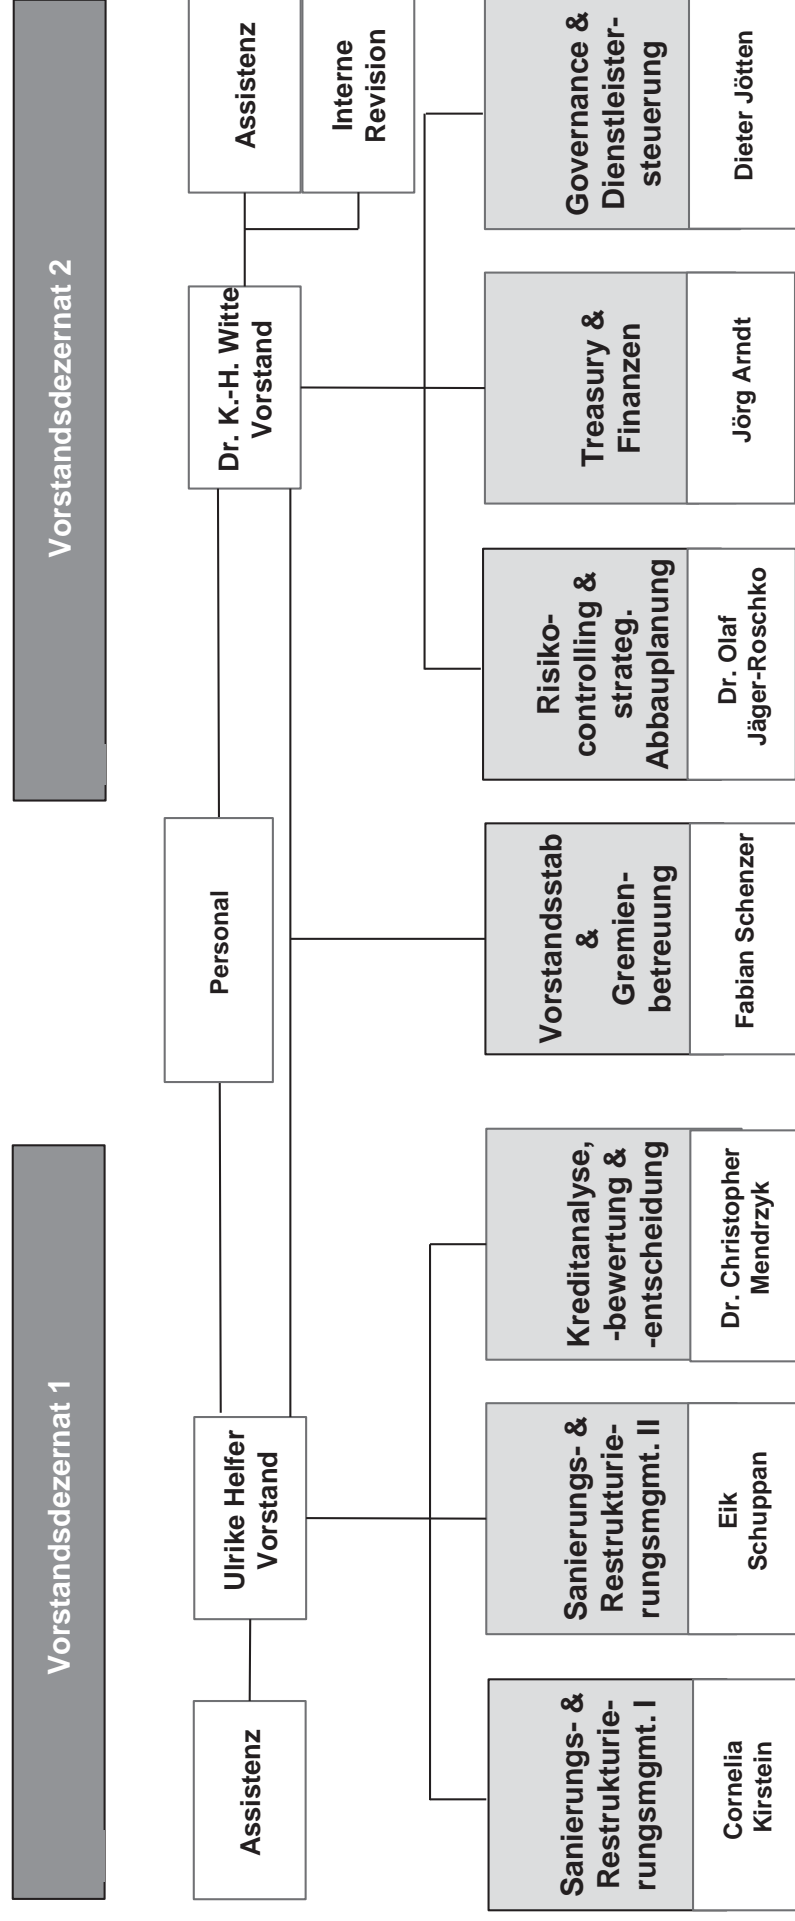 Vorstandsdezernat 1
Vorstandsdezernat 2
Personal
Assistenz
Ulrike Helfer
Vorstand
Dr. K.-H. Witte
Vorstand
Assistenz
Interne
Revision
Sanierungs- &
Restrukturie-
rungsmgmt. I
Cornelia
Kirstein
Sanierungs- &
Restrukturie-
rungsmgmt. II
Eik
Schuppan
Kreditanalyse,
-bewertung &
-entscheidung
Dr. Christopher
Mendrzyk
Vorstandsstab
&
Gremien-
betreuung
Fabian Schenzer
Risiko-
controlling &
strateg.
Abbauplanung
Dr. Olaf
Jäger-Roschko
Treasury &
Finanzen
Jörg Arndt
Governance &
Dienstleister-
steuerung
Dieter Jötten